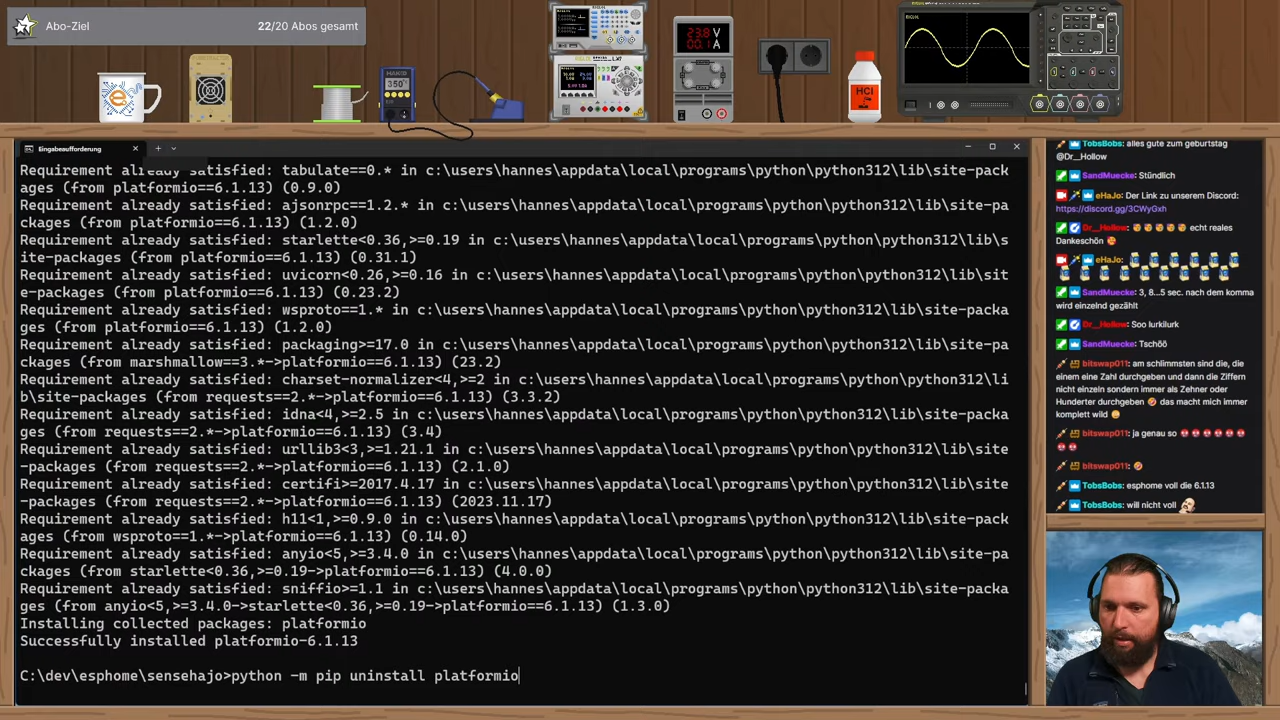 Abo-Ziel
22/20 Abos gesamt
HAKKO
350°
23.8 V
00.1 A
HCl
RIGOL
Eingabeaufforderung
Requirement already satisfied: tabulate==0.* in c:\users\hannes\appdata\local\programs\python\python312\lib\site-pack
ages (from platformio==6.1.13) (0.9.0)
Requirement already satisfied: ajsonrpc==1.* in c:\users\hannes\appdata\local\programs\python\python312\lib\site-pa
ckages (from platformio==6.1.13) (1.2.0)
Requirement already satisfied: starlette<0.36,>=0.19 in c:\users\hannes\appdata\local\programs\python\python312\lib\s
ite-packages (from platformio==6.1.13) (0.31.1)
Requirement already satisfied: uvicorn<0.26,>=0.16 in c:\users\hannes\appdata\local\programs\python\python312\lib\sit
e-packages (from platformio==6.1.13) (0.23.2)
Requirement already satisfied: wsproto==1.* in c:\users\hannes\appdata\local\programs\python\python312\lib\site-packa
ges (from platformio==6.1.13) (1.2.0)
Requirement already satisfied: packaging>=17.0 in c:\users\hannes\appdata\local\programs\python\python312\lib\site-pa
ckages (from marshmallow==3.*->platformio==6.1.13) (23.2)
Requirement already satisfied: charset-normalizer<4,>=2 in c:\users\hannes\appdata\local\programs\python\python312\li
b\site-packages (from requests==2.*->platformio==6.1.13) (3.3.2)
Requirement already satisfied: idna<4,>=2.5 in c:\users\hannes\appdata\local\programs\python\python312\lib\site-packa
ges (from requests==2.*->platformio==6.1.13) (3.4)
Requirement already satisfied: urllib3<3,>=1.21.1 in c:\users\hannes\appdata\local\programs\python\python312\lib\site
-packages (from requests==2.*->platformio==6.1.13) (2.1.0)
Requirement already satisfied: certifi>=2017.4.17 in c:\users\hannes\appdata\local\programs\python\python312\lib\site
-packages (from requests==2.*->platformio==6.1.13) (2023.11.17)
Requirement already satisfied: h11<1,>=0.9.0 in c:\users\hannes\appdata\local\programs\python\python312\lib\site-pack
ages (from wsproto==1.*->platformio==6.1.13) (0.14.0)
Requirement already satisfied: anyio<5,>=3.4.0 in c:\users\hannes\appdata\local\programs\python\python312\lib\site-pa
ckages (from starlette<0.36,>=0.19->platformio==6.1.13) (4.0.0)
Requirement already satisfied: sniffio>=1.1 in c:\users\hannes\appdata\local\programs\python\python312\lib\site-packa
ges (from anyio<5,>=3.4.0->starlette<0.36,>=0.19->platformio==6.1.13) (1.3.0)
Installing collected packages: platformio
Successfully installed platformio-6.1.13
C:\dev\esphome\sensehajo>python -m pip uninstall platformio
TobsBobs: alles gute zum geburtstag
@Dr__Hollow
SandMuecke: Stündlich
eHaJo: Der Link zu unserem Discord:
https://discord.gg/3CWyGxh
Dr__Hollow: echt reales
Dankeschön
eHaJo:
SandMuecke: 3, 8...5 sec. nach dem komma
wird einzelnd gezählt
Dr__Hollow: Soo lurkilurk
SandMuecke: Tschöö
bitswap011: am schlimmsten sind die, die
einem eine Zahl durchgeben und dann die Ziffern
nicht einzeln sondern immer als Zehner oder
Hunderter durchgeben das macht mich immer
komplett wild
bitswap011: ja genau so
bitswap011:
TobsBobs: esphome voll die 6.1.13
TobsBobs: will nicht voll